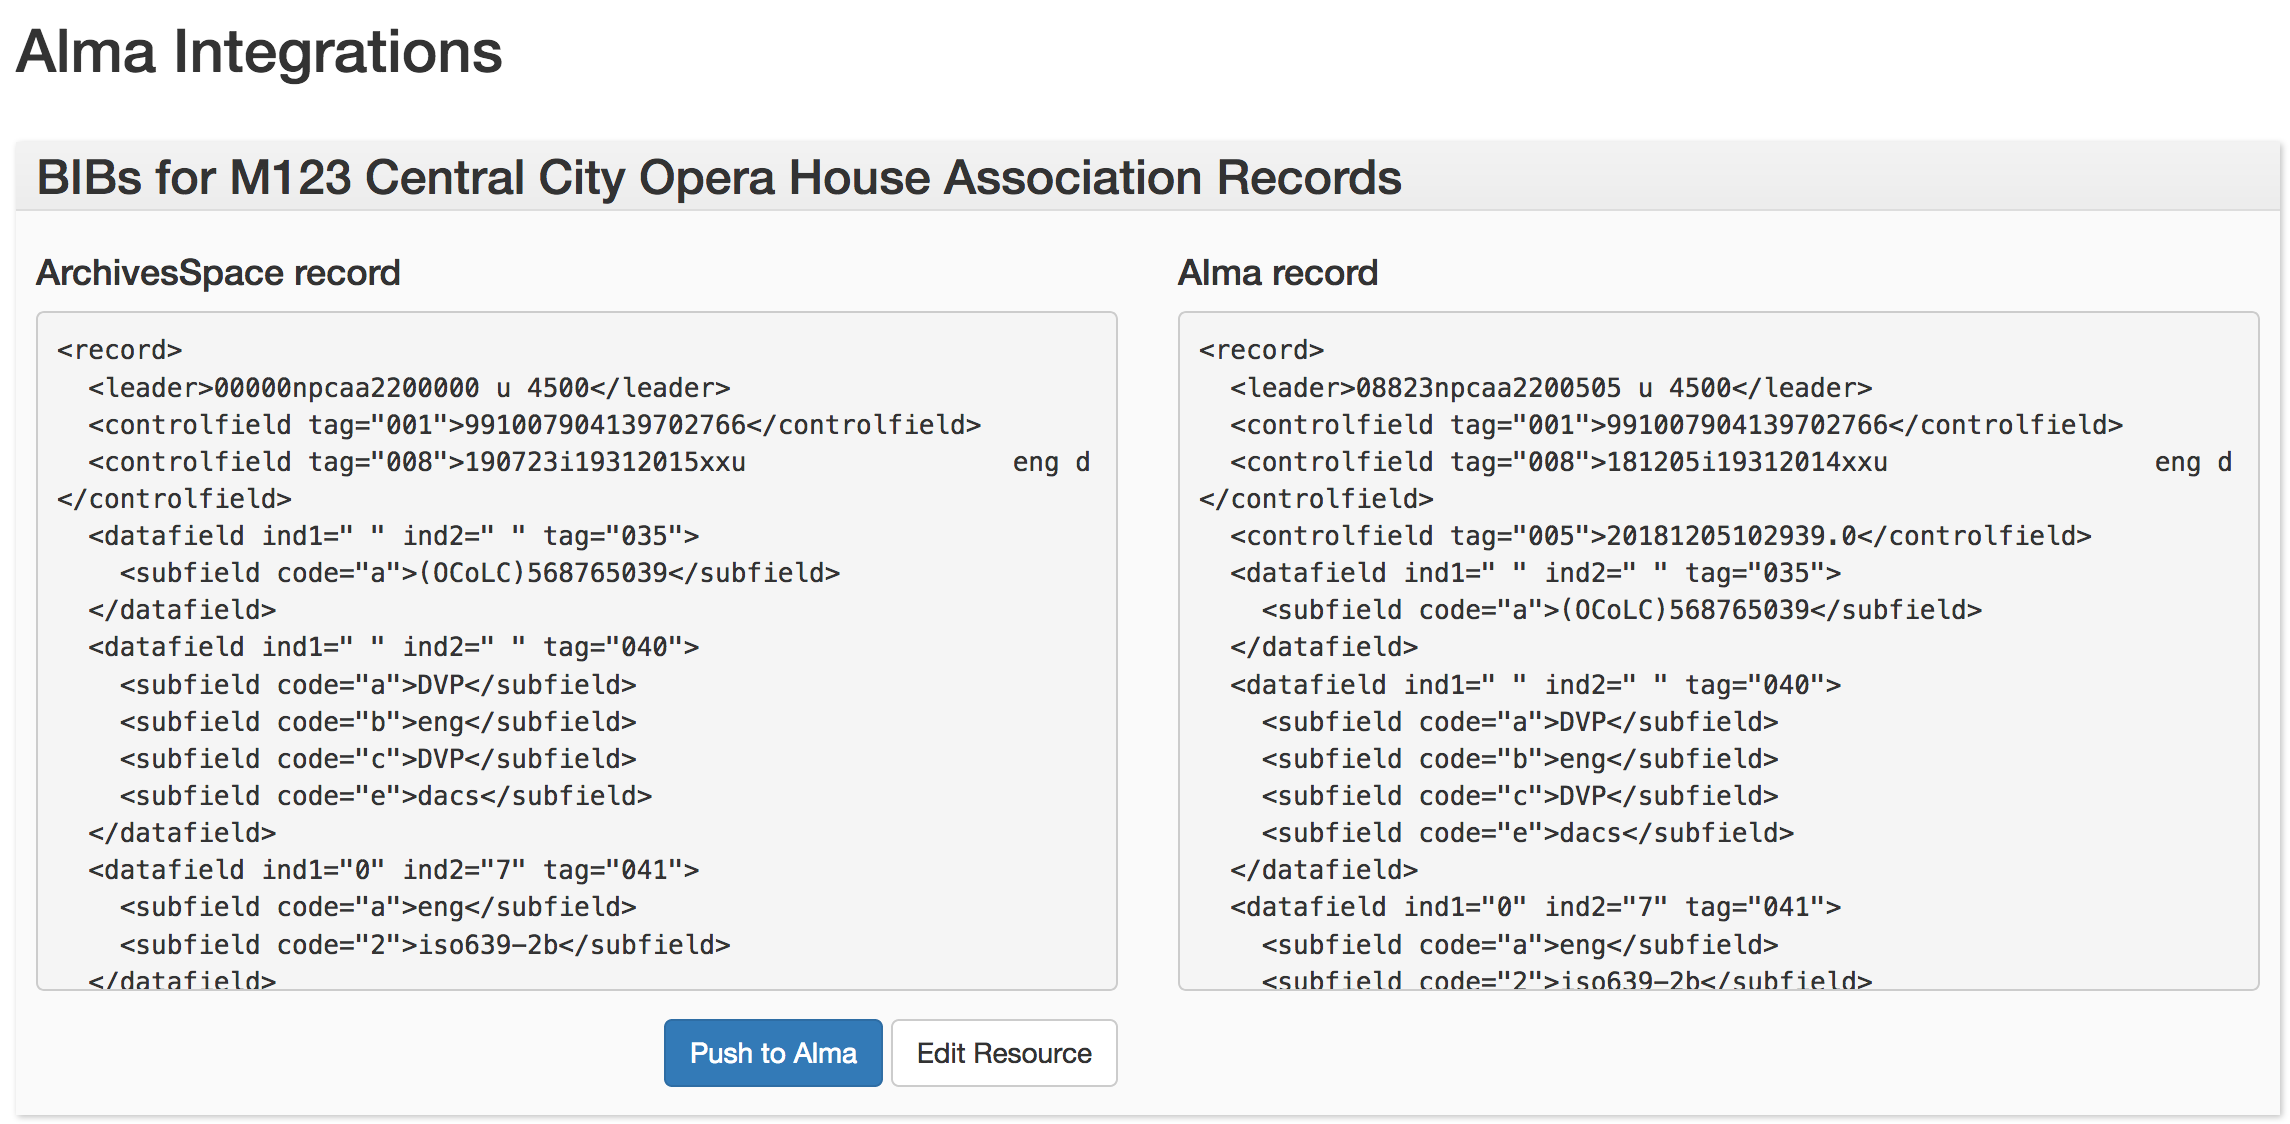 Alma Integrations
BIBs for M123 Central City Opera House Association Records
ArchivesSpace record
<record>
  <leader>00000npcaa2200000 u 4500</leader>
  <controlfield tag="001">991007904139702766</controlfield>
  <controlfield tag="008">190723i19312015xxu                 eng d
</controlfield>
  <datafield ind1=" " ind2=" " tag="035">
    <subfield code="a">(OCoLC)568765039</subfield>
  </datafield>
  <datafield ind1=" " ind2=" " tag="040">
    <subfield code="a">DVP</subfield>
    <subfield code="b">eng</subfield>
    <subfield code="c">DVP</subfield>
    <subfield code="e">dacs</subfield>
  </datafield>
  <datafield ind1="0" ind2="7" tag="041">
    <subfield code="a">eng</subfield>
    <subfield code="2">iso639-2b</subfield>
  </datafield>
Push to Alma
Edit Resource
Alma record
<record>
  <leader>08823npcaa2200505 u 4500</leader>
  <controlfield tag="001">991007904139702766</controlfield>
  <controlfield tag="008">181205i19312014xxu                 eng d
</controlfield>
  <controlfield tag="005">20181205102939.0</controlfield>
  <datafield ind1=" " ind2=" " tag="035">
    <subfield code="a">(OCoLC)568765039</subfield>
  </datafield>
  <datafield ind1=" " ind2=" " tag="040">
    <subfield code="a">DVP</subfield>
    <subfield code="b">eng</subfield>
    <subfield code="c">DVP</subfield>
    <subfield code="e">dacs</subfield>
  </datafield>
  <datafield ind1="0" ind2="7" tag="041">
    <subfield code="a">eng</subfield>
    <subfield code="2">iso639-2b</subfield>